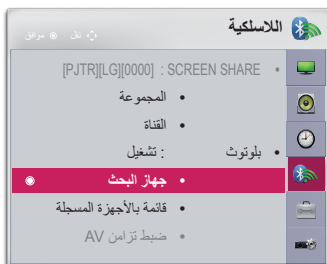 اللاسلكية
نقل موافق
SCREEN SHARE : [PJTR][LG][0000]
المجموعة
القناة
بلوتوث : تشغيل
جهاز البحث
قائمة بالأجهزة المسجلة
ضبط تزامن AV